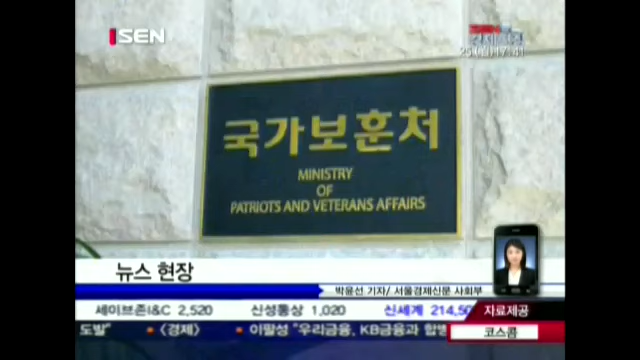 iSEN
국가보훈처
MINISTRY
OF
PATRIOTS AND VETERANS AFFAIRS
뉴스 현장
박윤선 기자/ 서울경제신문 사회부
세이브존I&C 2,520 신성통상 1,020 신세계 214,50
자료제공
도발" • <경제> • 이팔성 "우리금융, KB금융과 합병
코스콤